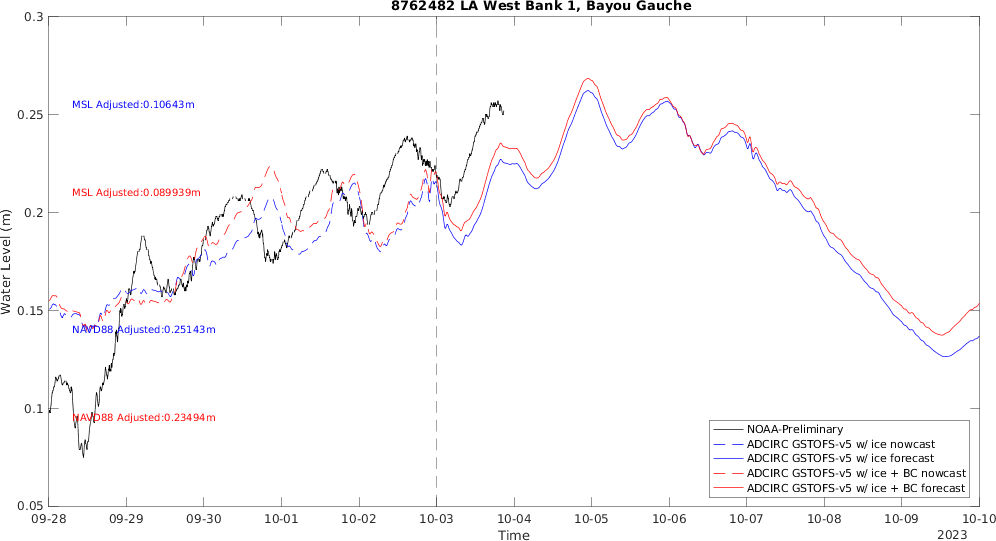 8762482 LA West Bank 1, Bayou Gauche
0.3
0.25
0.2
0.15
0.1
0.05
Water Level (m)
MSL Adjusted:0.10643m
MSL Adjusted:0.089939m
NAVD88 Adjusted:0.25143m
NAVD88 Adjusted:0.23494m
NOAA-Preliminary
ADCIRC GSTOFS-v5 w/ ice nowcast
ADCIRC GSTOFS-v5 w/ ice forecast
ADCIRC GSTOFS-v5 w/ ice + BC nowcast
ADCIRC GSTOFS-v5 w/ ice + BC forecast
09-28 09-29 09-30 10-01 10-02 10-03 10-04 10-05 10-06 10-07 10-08 10-09 10-10
Time
2023